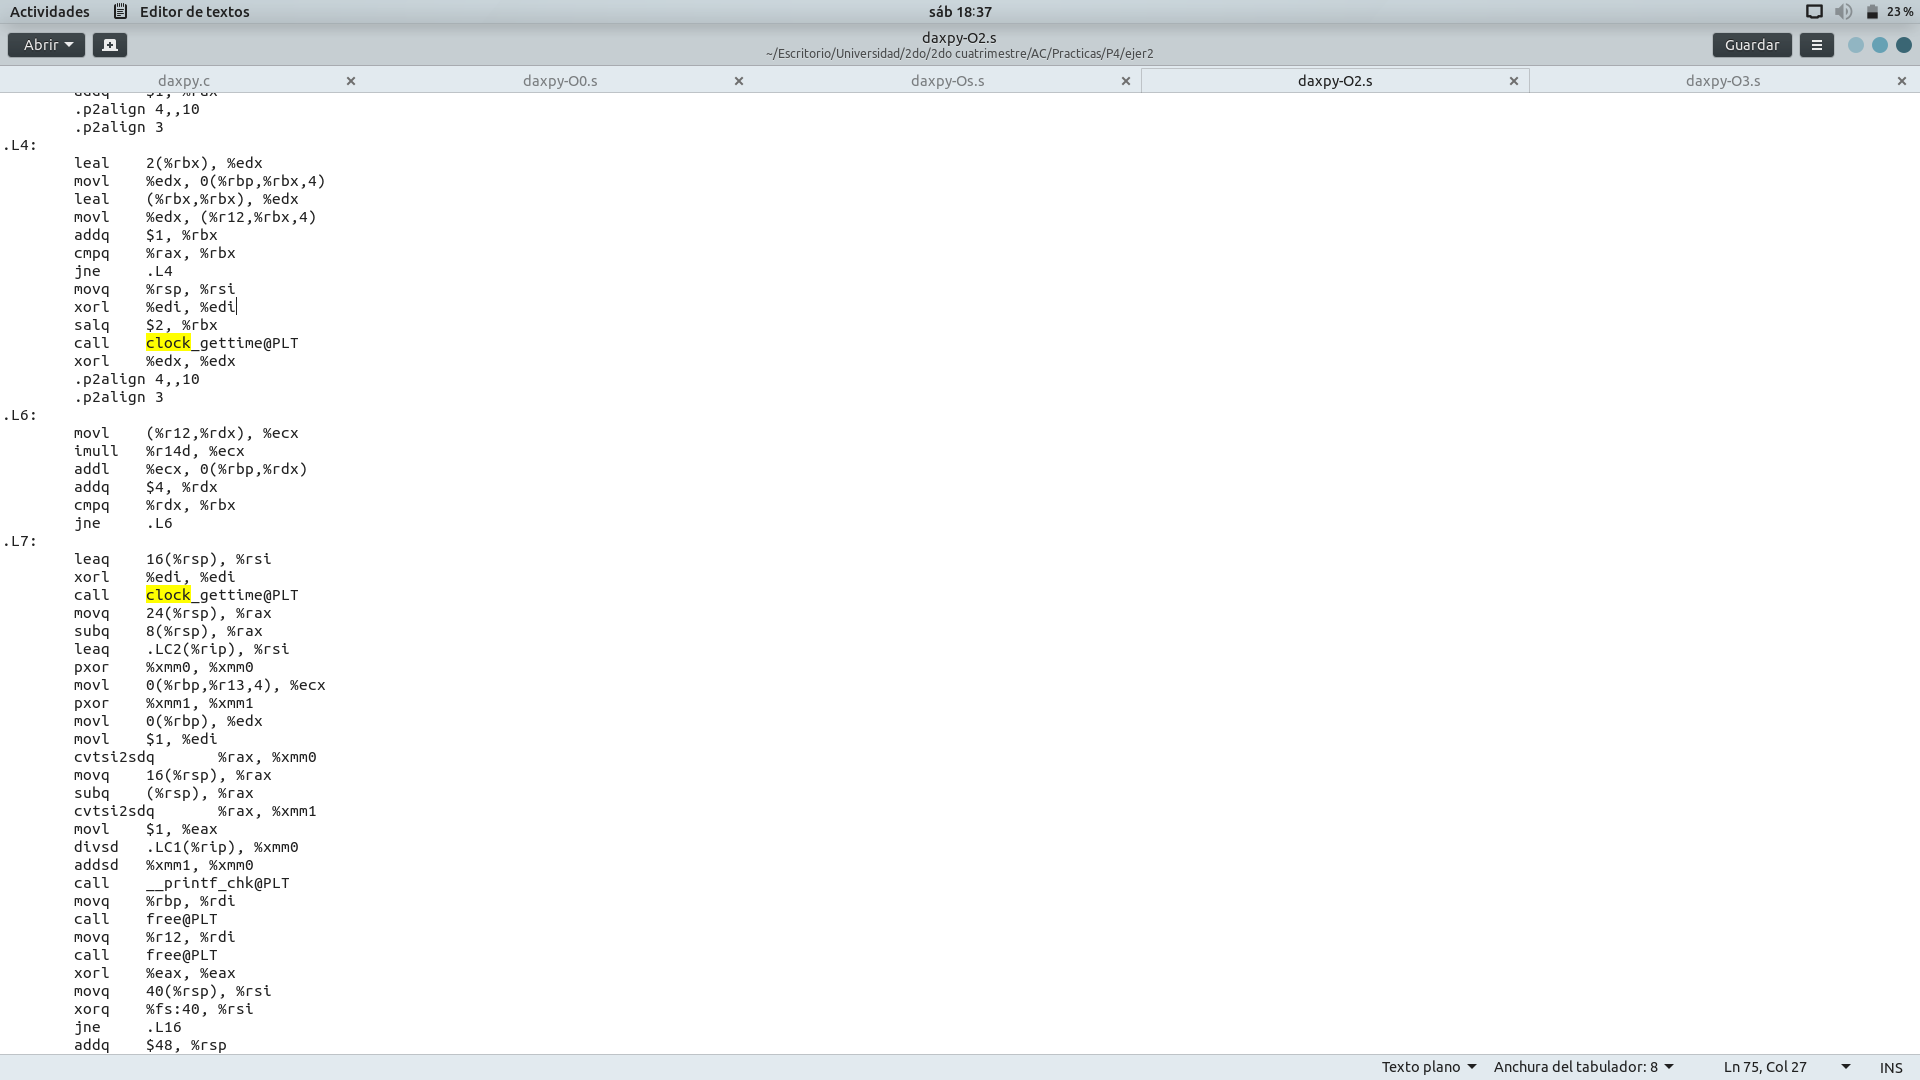 Actividades Editor de textos sáb 18:37 23 %
Abrir daxpy-O2.s Guardar
~/Escritorio/Universidad/2do/2do cuatrimestre/AC/Practicas/P4/ejer2
daxpy.c daxpy-O0.s daxpy-Os.s daxpy-O2.s daxpy-O3.s
addq $1, %rax
.p2align 4,,10
.p2align 3
.L4:
leal 2(%rbx), %edx
movl %edx, 0(%rbp,%rbx,4)
leal (%rbx,%rbx), %edx
movl %edx, (%r12,%rbx,4)
addq $1, %rbx
cmpq %rax, %rbx
jne .L4
movq %rsp, %rsi
xorl %edi, %edi
salq $2, %rbx
call clock_gettime@PLT
xorl %edx, %edx
.p2align 4,,10
.p2align 3
.L6:
movl (%r12,%rdx), %ecx
imull %r14d, %ecx
addl %ecx, 0(%rbp,%rdx)
addq $4, %rdx
cmpq %rdx, %rbx
jne .L6
.L7:
leaq 16(%rsp), %rsi
xorl %edi, %edi
call clock_gettime@PLT
movq 24(%rsp), %rax
subq 8(%rsp), %rax
leaq .LC2(%rip), %rsi
pxor %xmm0, %xmm0
movl 0(%rbp,%r13,4), %ecx
pxor %xmm1, %xmm1
movl 0(%rbp), %edx
movl $1, %edi
cvtsi2sdq %rax, %xmm0
movq 16(%rsp), %rax
subq (%rsp), %rax
cvtsi2sdq %rax, %xmm1
movl $1, %eax
divsd .LC1(%rip), %xmm0
addsd %xmm1, %xmm0
call __printf_chk@PLT
movq %rbp, %rdi
call free@PLT
movq %r12, %rdi
call free@PLT
xorl %eax, %eax
movq 40(%rsp), %rsi
xorq %fs:40, %rsi
jne .L16
addq $48, %rsp
Texto plano Anchura del tabulador: 8 Ln 75, Col 27 INS